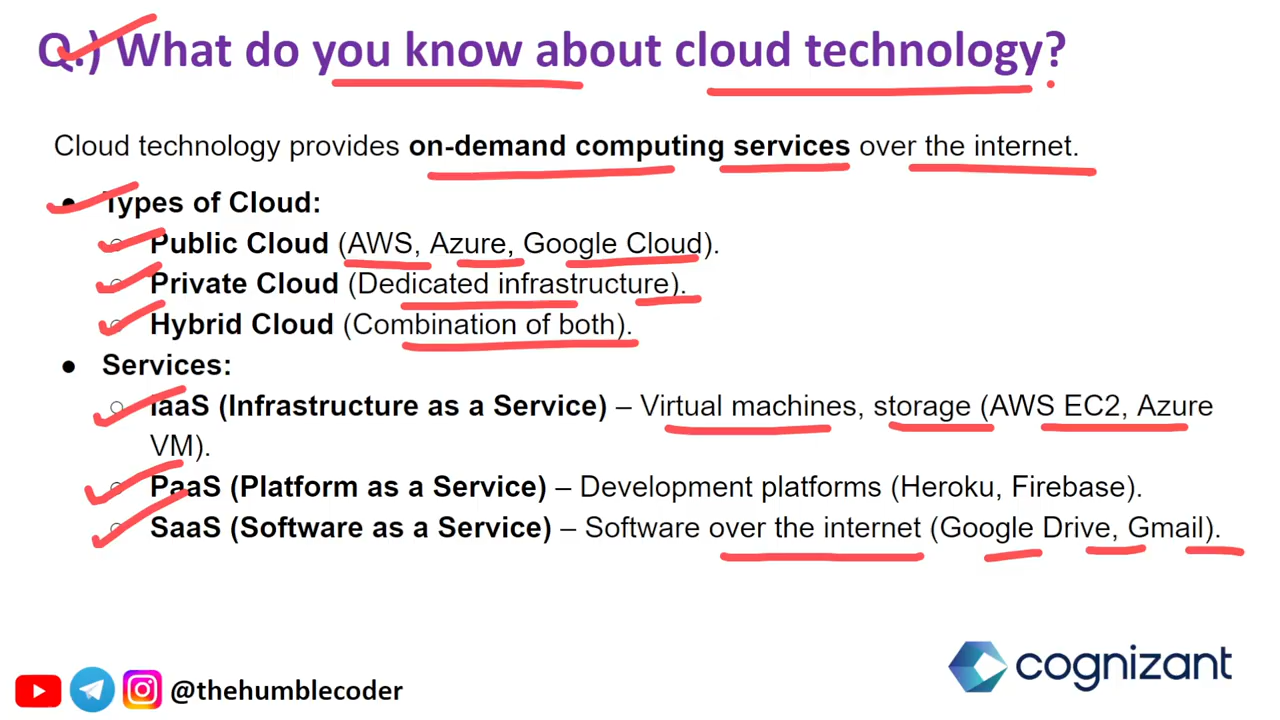 Q.) What do you know about cloud technology?
Cloud technology provides on-demand computing services over the internet.
● Types of Cloud:
○ Public Cloud (AWS, Azure, Google Cloud).
○ Private Cloud (Dedicated infrastructure).
○ Hybrid Cloud (Combination of both).
● Services:
○ IaaS (Infrastructure as a Service) – Virtual machines, storage (AWS EC2, Azure
VM).
○ PaaS (Platform as a Service) – Development platforms (Heroku, Firebase).
○ SaaS (Software as a Service) – Software over the internet (Google Drive, Gmail).
@thehumblecoder
cognizant